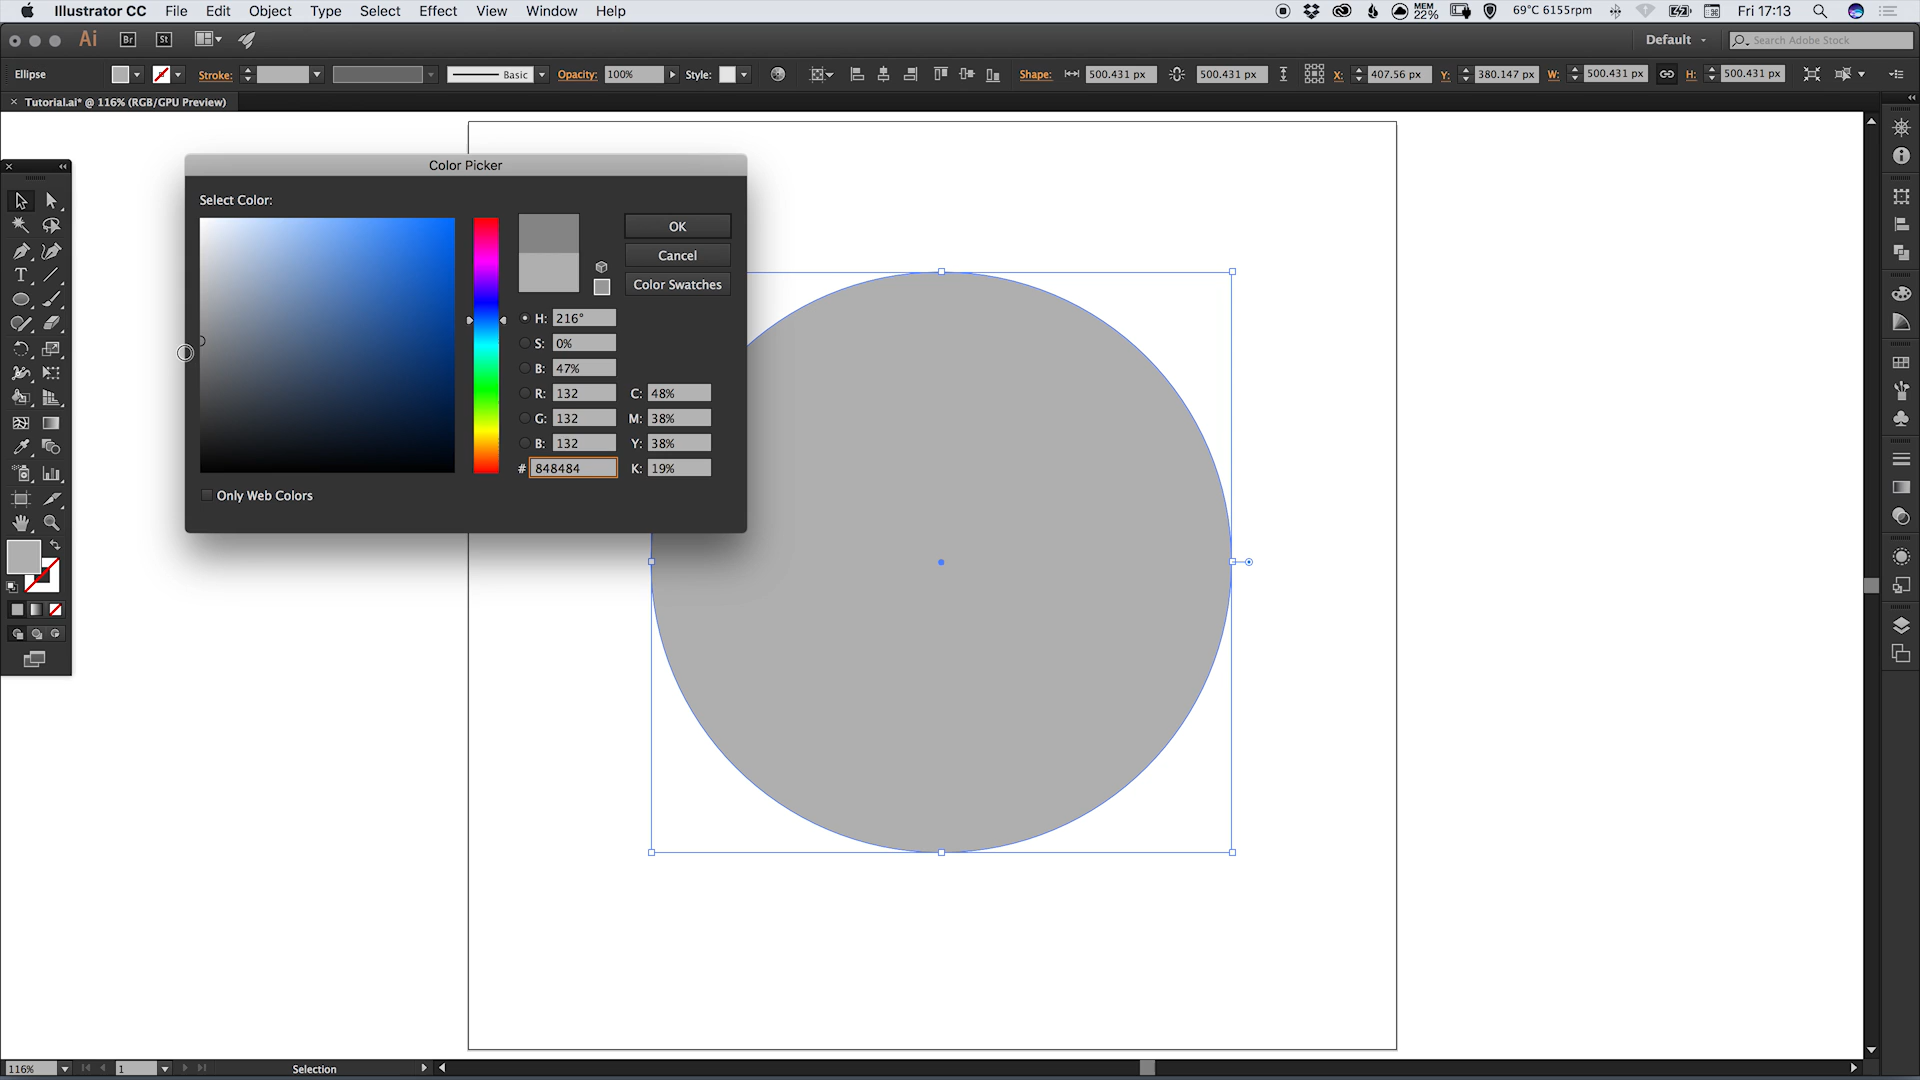 Illustrator CC File Edit Object Type Select Effect View Window Help MEM 22% 69°C 6155rpm Fri 17:13
Ai Br St Default Search Adobe Stock
Ellipse Stroke: Basic Opacity: 100% Style: Shape: 500.431 px 500.431 px X: 407.56 px Y: 380.147 px W: 500.431 px H: 500.431 px
Tutorial.ai* @ 116% (RGB/GPU Preview)
Color Picker
Select Color:
OK
Cancel
Color Swatches
H: 216°
S: 0%
B: 47%
R: 132 C: 48%
G: 132 M: 38%
B: 132 Y: 38%
# 848484 K: 19%
Only Web Colors
116% 1 Selection